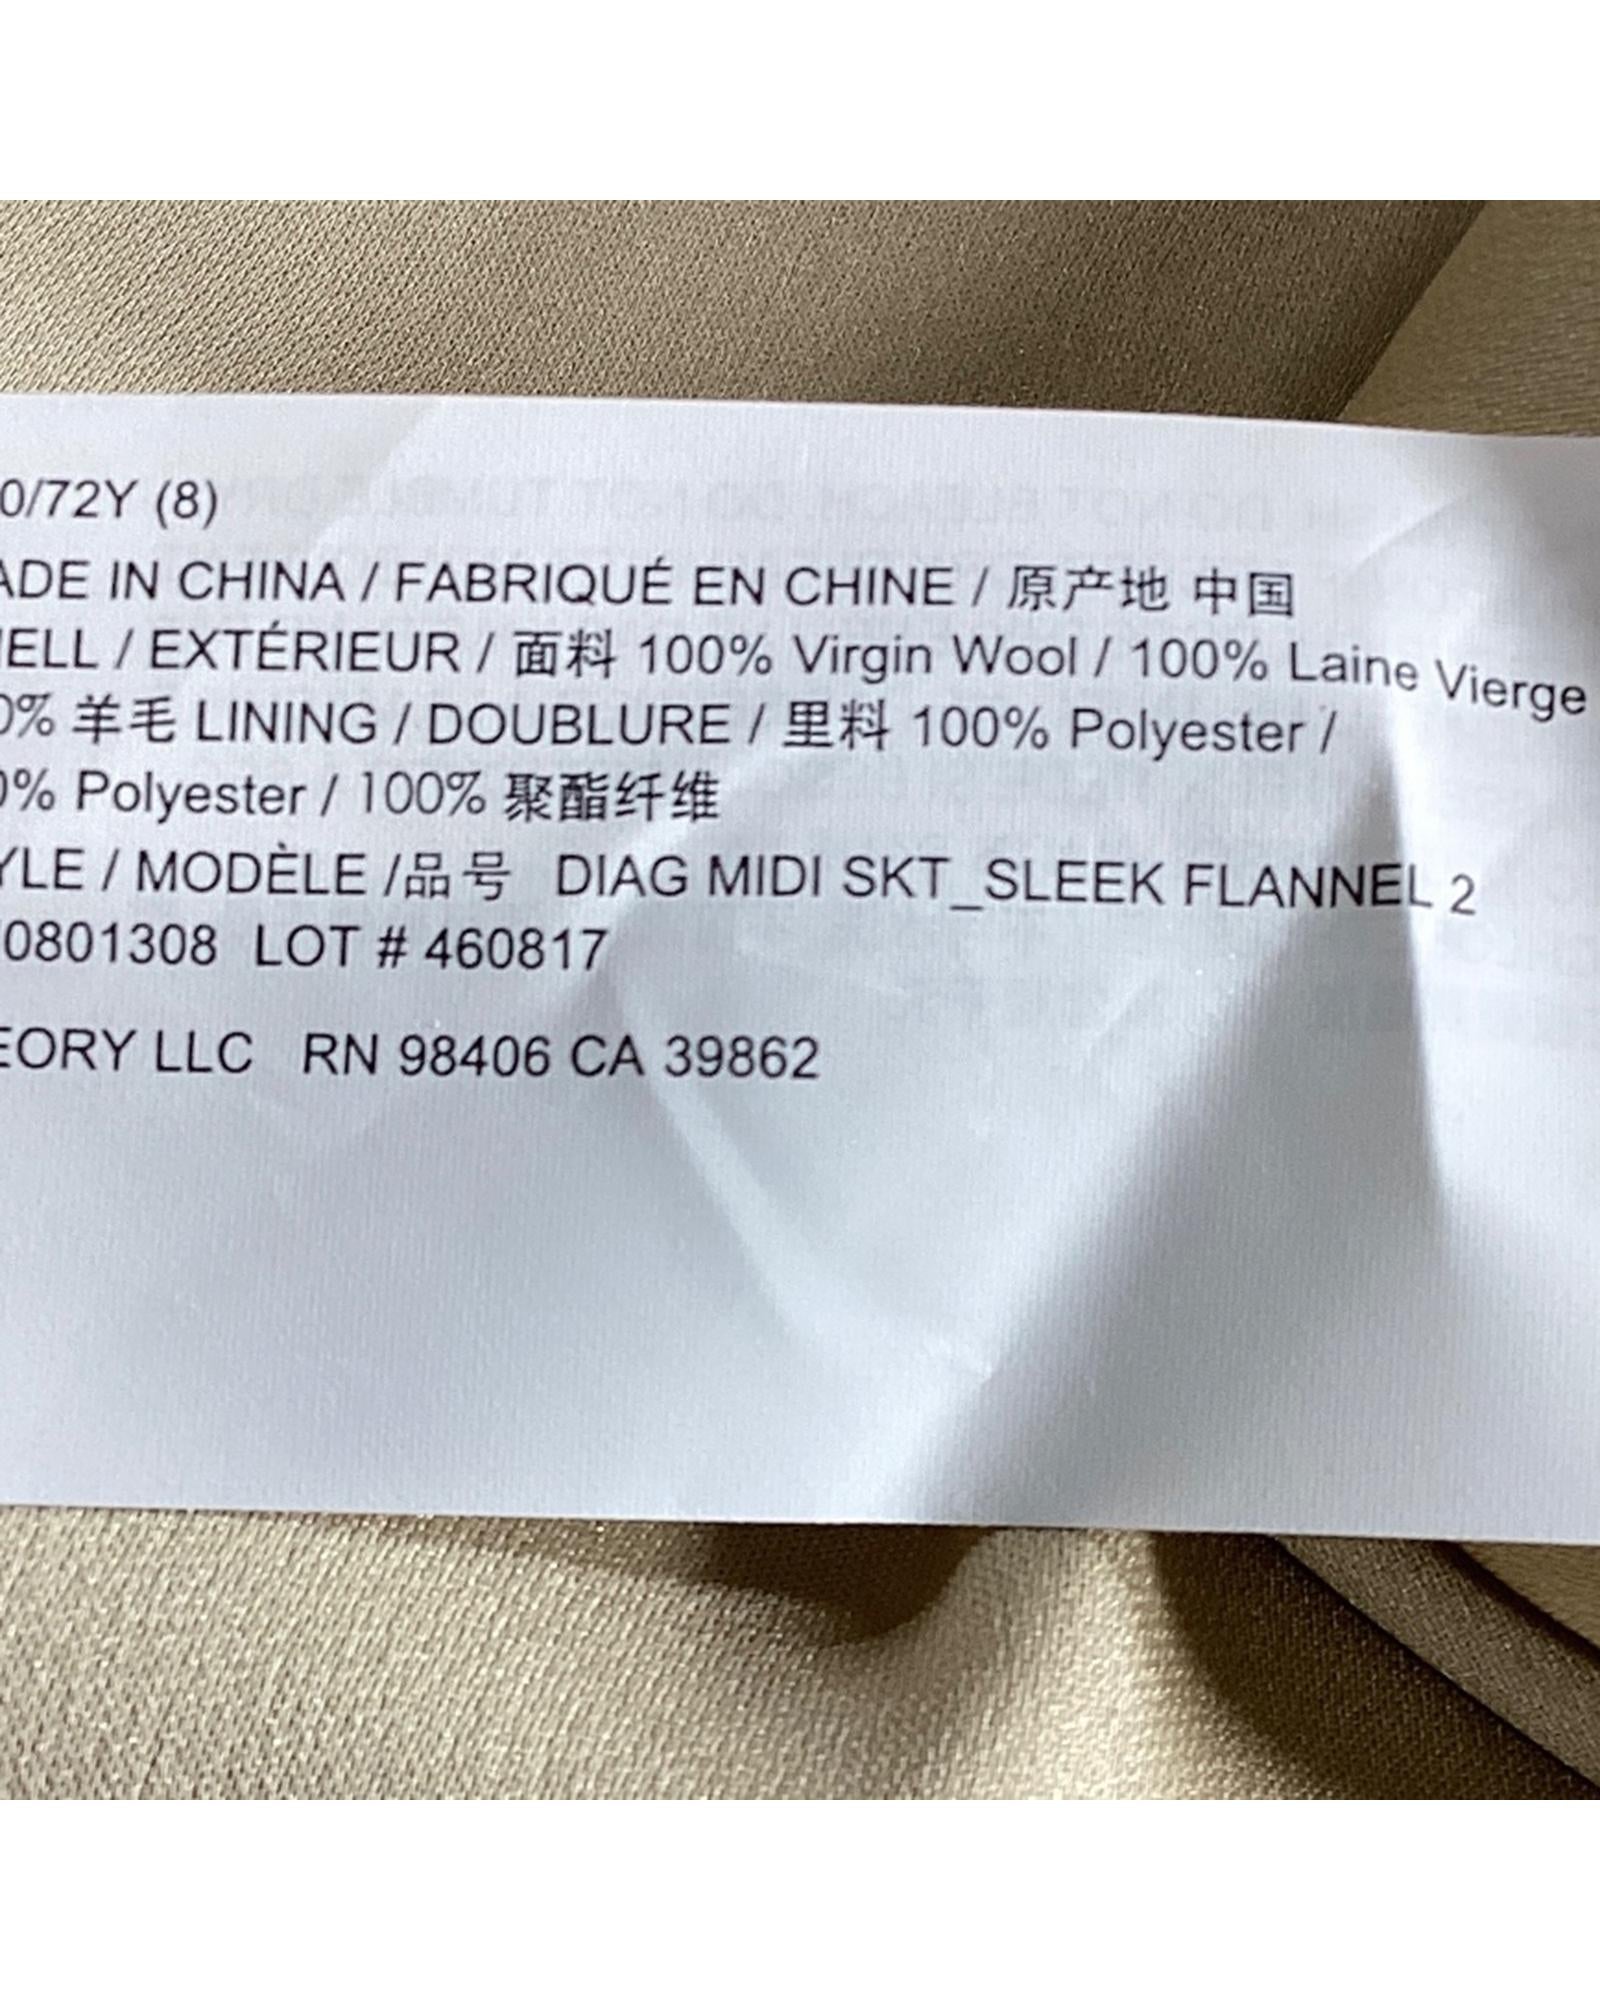 0/72Y (8)
ADE IN CHINA / FABRIQUÉ EN CHINE / 原产地 中国
HELL / EXTÉRIEUR / 面料 100% Virgin Wool / 100% Laine Vierge
0% 羊毛 LINING / DOUBLURE / 里料 100% Polyester /
0% Polyester / 100% 聚酯纤维
YLE / MODÈLE /品号 DIAG MIDI SKT_SLEEK FLANNEL 2
0801308 LOT # 460817
EORY LLC RN 98406 CA 39862